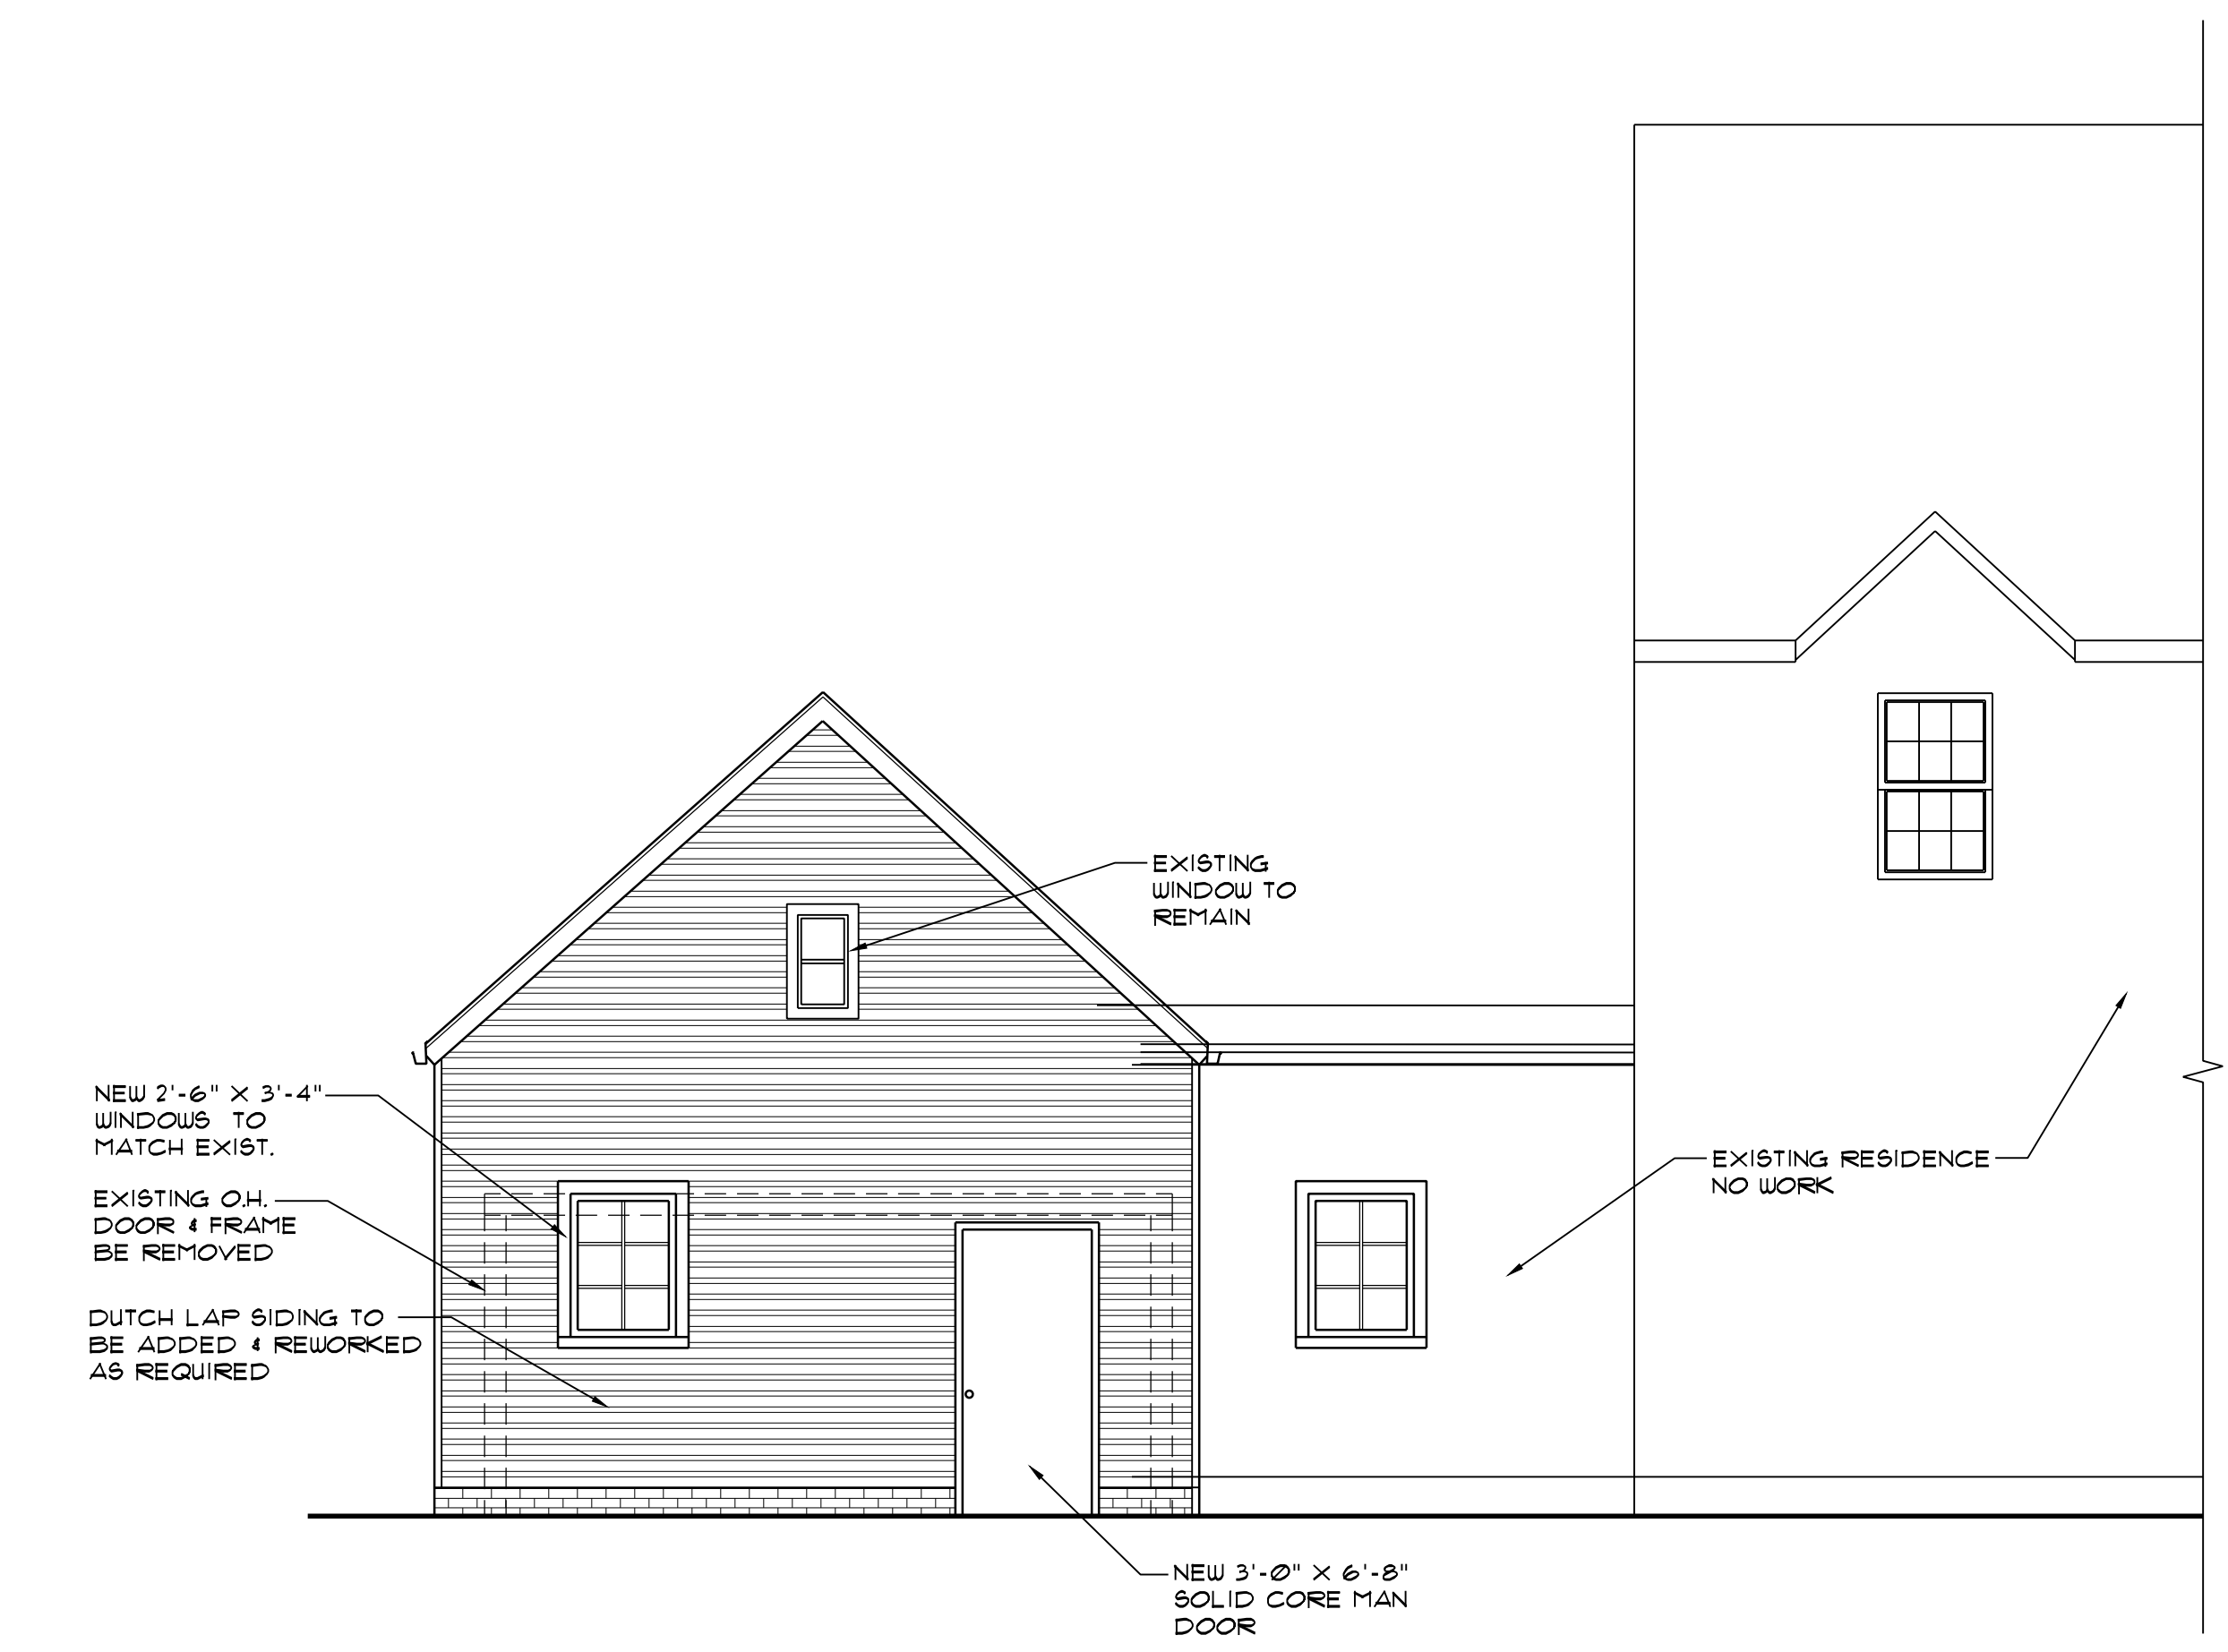 EXISTING
WINDOW TO
REMAIN
NEW 2'-6" X 3'-4"
WINDOWS TO
MATCH EXIST.
EXISTING O.H.
DOOR & FRAME
BE REMOVED
DUTCH LAP SIDING TO
BE ADDED & REWORKED
AS REQUIRED
EXISTING RESIDENCE
NO WORK
NEW 3'-0" X 6'-8"
SOLID CORE MAN
DOOR